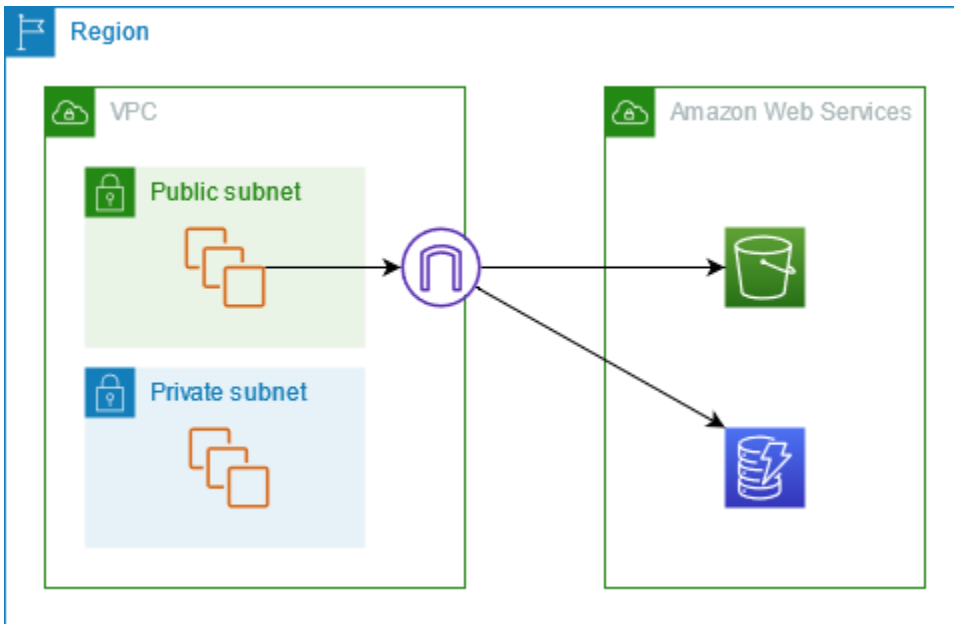 Region
VPC
Amazon Web Services
Public subnet
Private subnet